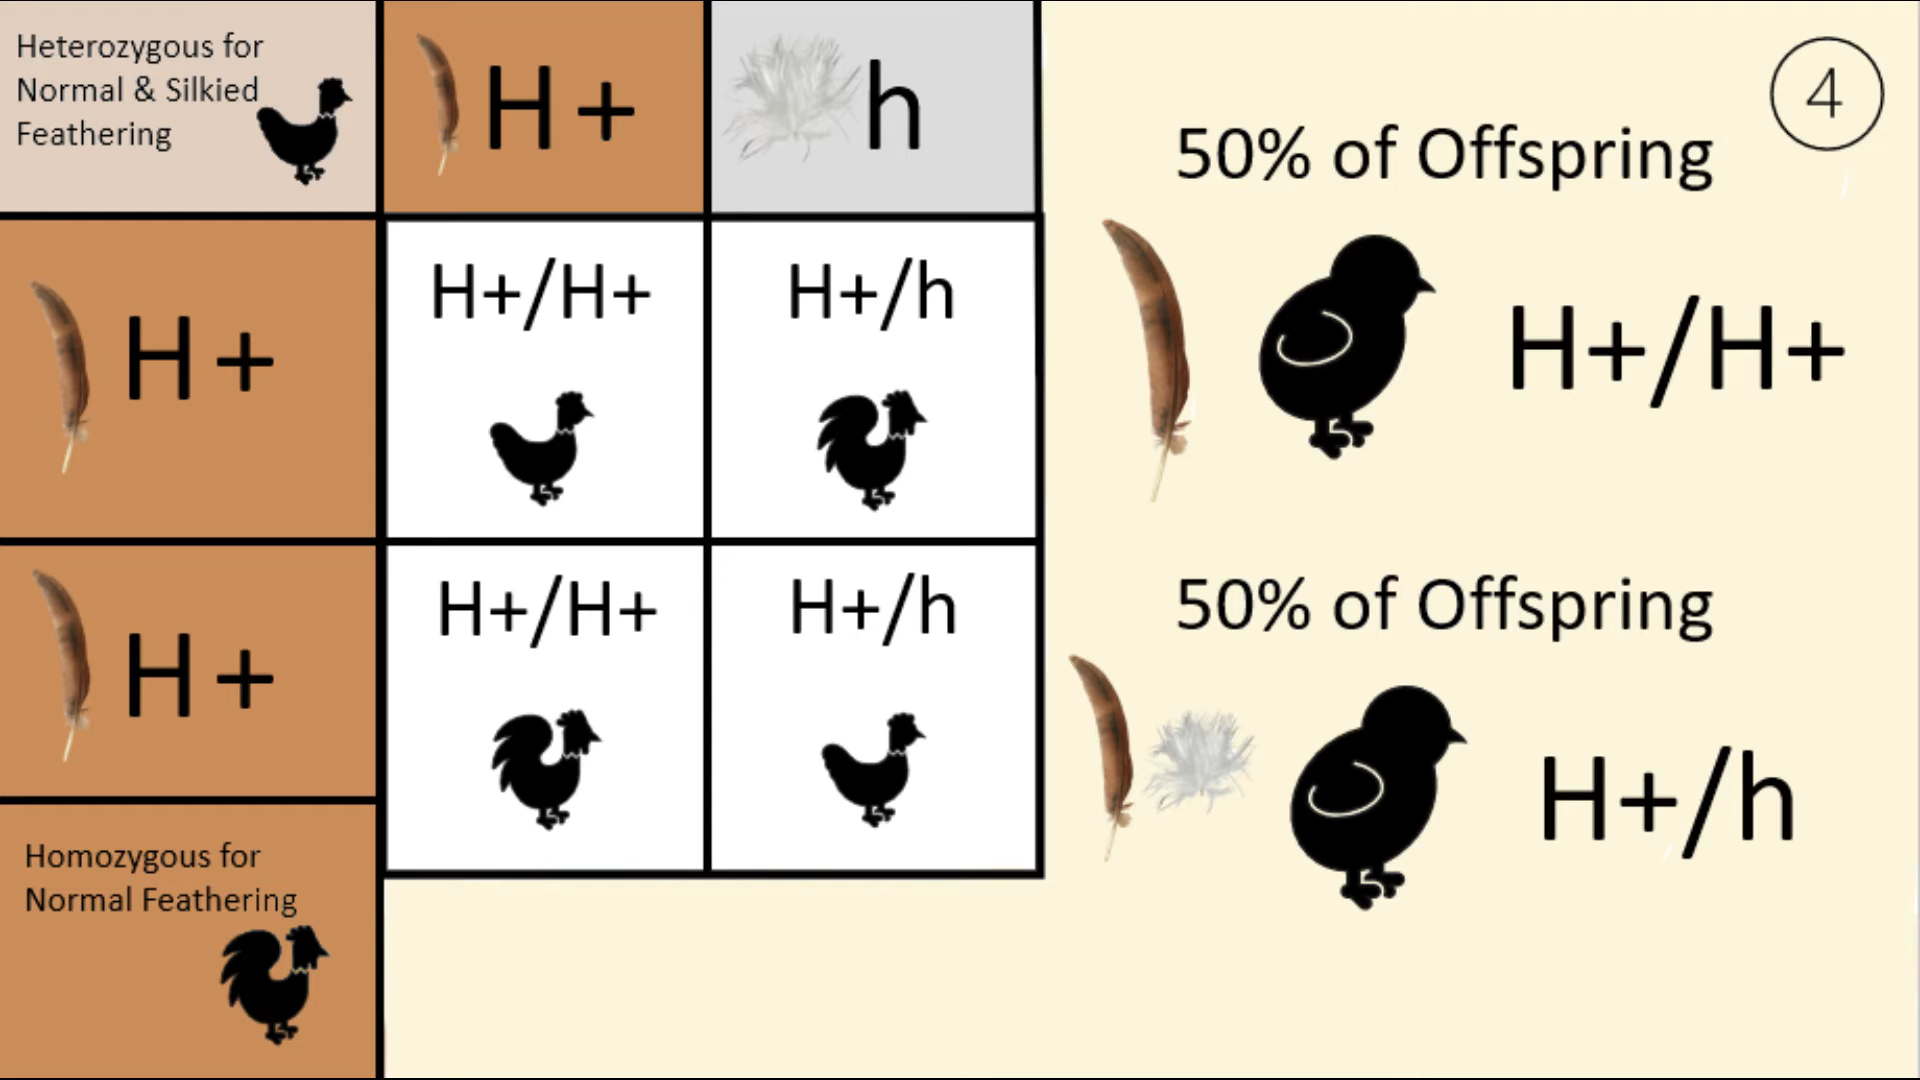 Heterozygous for
Normal & Silkied
Feathering
H +
h
4
50% of Offspring
H +
H+/H+
H+/h
H+/H+
H +
H+/H+
H+/h
50% of Offspring
H+/h
Homozygous for
Normal Feathering